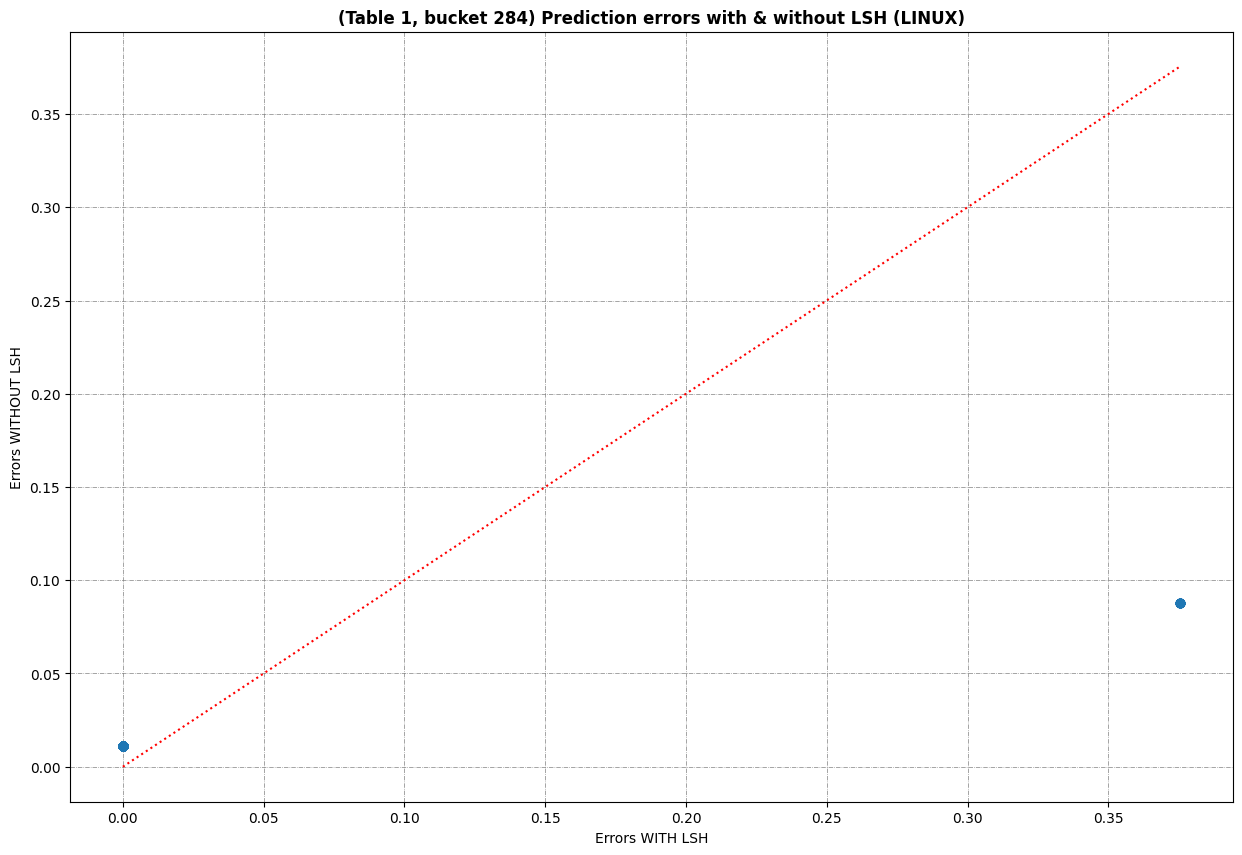 (Table 1, bucket 284) Prediction errors with & without LSH (LINUX)
Errors WITHOUT LSH
0.35
0.30
0.25
0.20
0.15
0.10
0.05
0.00
0.00 0.05 0.10 0.15 0.20 0.25 0.30 0.35
Errors WITH LSH